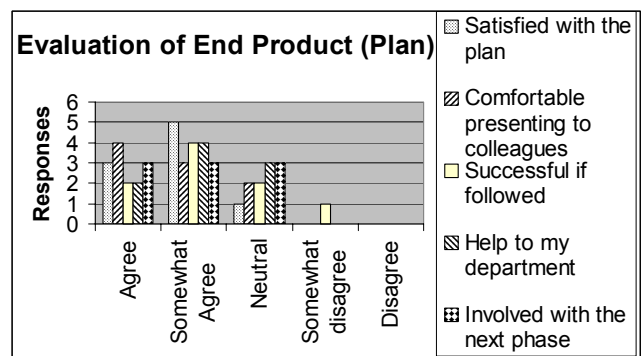 Evaluation of End Product (Plan)
Responses
6
5
4
3
2
1
0
Agree
Somewhat
Agree
Neutral
Somewhat
disagree
Disagree
Satisfied with the
plan
Comfortable
presenting to
colleagues
Successful if
followed
Help to my
department
Involved with the
next phase